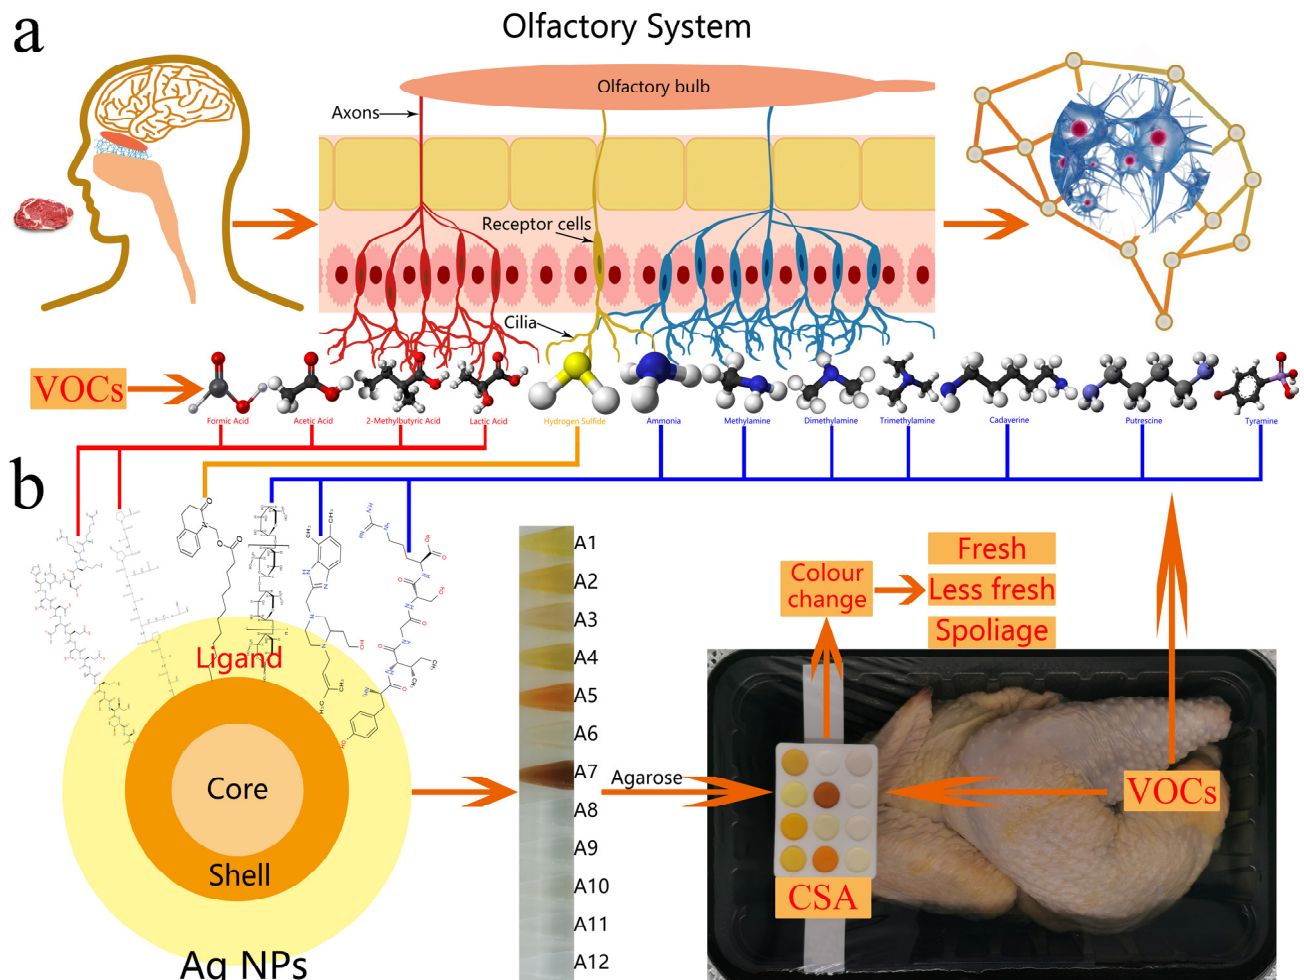 a
Olfactory System
Olfactory bulb
Axons
Receptor cells
Cilia
VOCs
Formic Acid
Acetic Acid
2-Methylbutyric Acid
Lactic Acid
Hydrogen Sulfide
Ammonia
Methylamine
Dimethylamine
Trimethylamine
Cadaverine
Putrescine
Tyramine
b
Ligand
Core
Shell
Ag NPs
A1
A2
A3
A4
A5
A6
A7
A8
A9
A10
A11
A12
Agarose
Colour
change
Fresh
Less fresh
Spoliage
VOCs
CSA